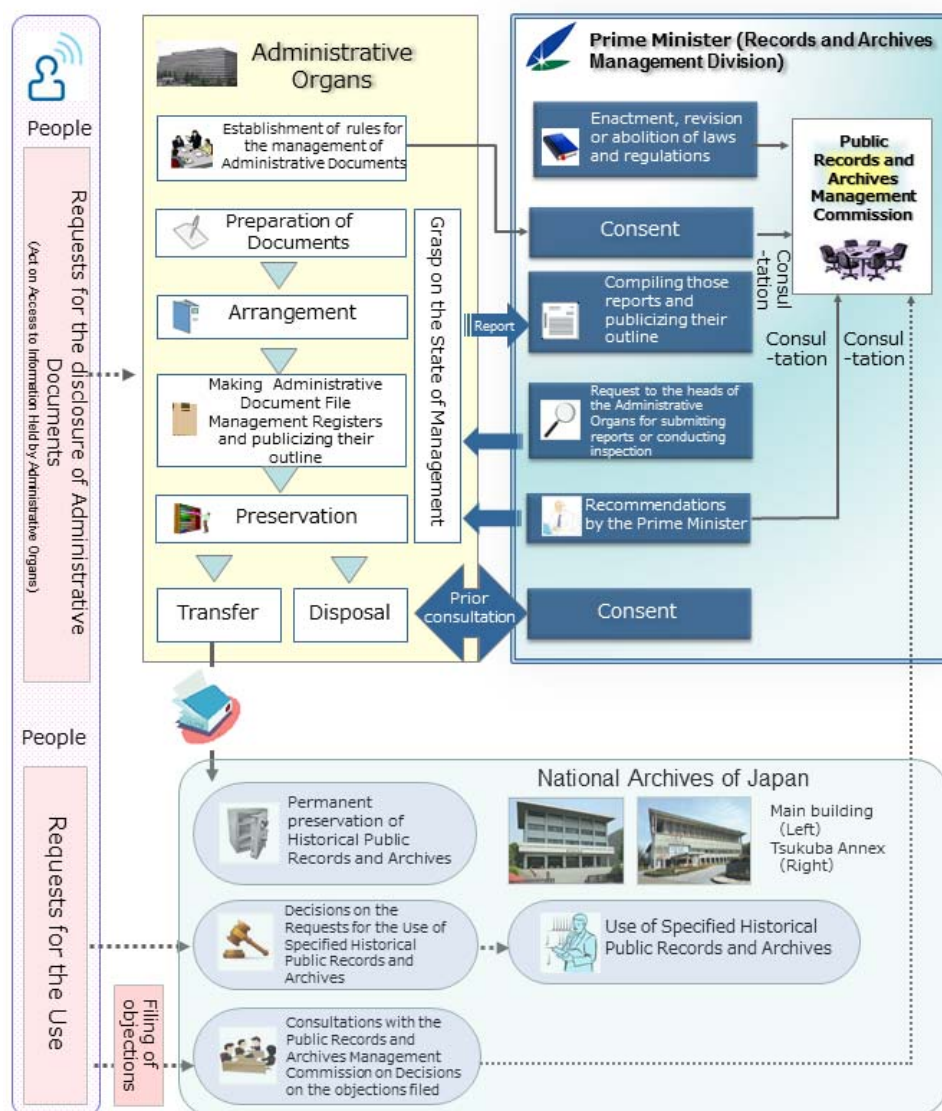 People
Requests for the disclosure of Administrative
Documents
(Act on Access to Information Held by Administrative Organs)
Administrative
Organs
Establishment of rules for
the management of
Administrative Documents
Preparation of
Documents
Arrangement
Making Administrative
Document File
Management Registers
and publicizing their
outline
Preservation
Transfer
Disposal
Grasp on the State of Management
Report
Prior
consultation
Prime Minister (Records and Archives
Management Division)
Enactment, revision
or abolition of laws
and regulations
Consent
Compiling those
reports and
publicizing their
outline
Request to the heads of
the Administrative
Organs for submitting
reports or conducting
inspection
Recommendations
by the Prime Minister
Consent
Public
Records and
Archives
Management
Commission
Consul
-tation
Consul
-tation
Consul
-tation
People
Requests for the Use
Filing of
objections
National Archives of Japan
Permanent
preservation of
Historical Public
Records and Archives
Main building
(Left)
Tsukuba Annex
(Right)
Decisions on the
Requests for the Use of
Specified Historical
Public Records and
Archives
Use of Specified Historical
Public Records and Archives
Consultations with the
Public Records and
Archives Management
Commission on Decisions
on the objections filed